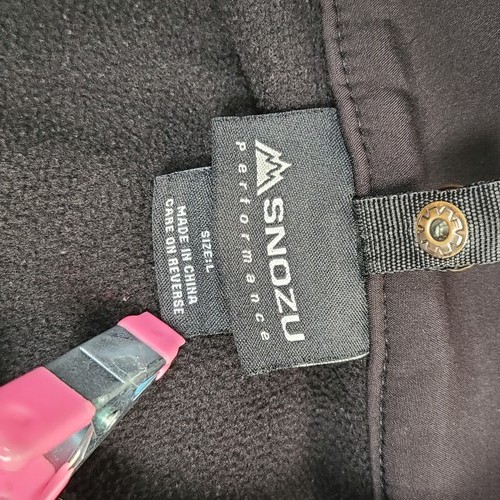 SNOZU
Performance
SIZE: L
MADE IN CHINA
CARE ON REVERSE